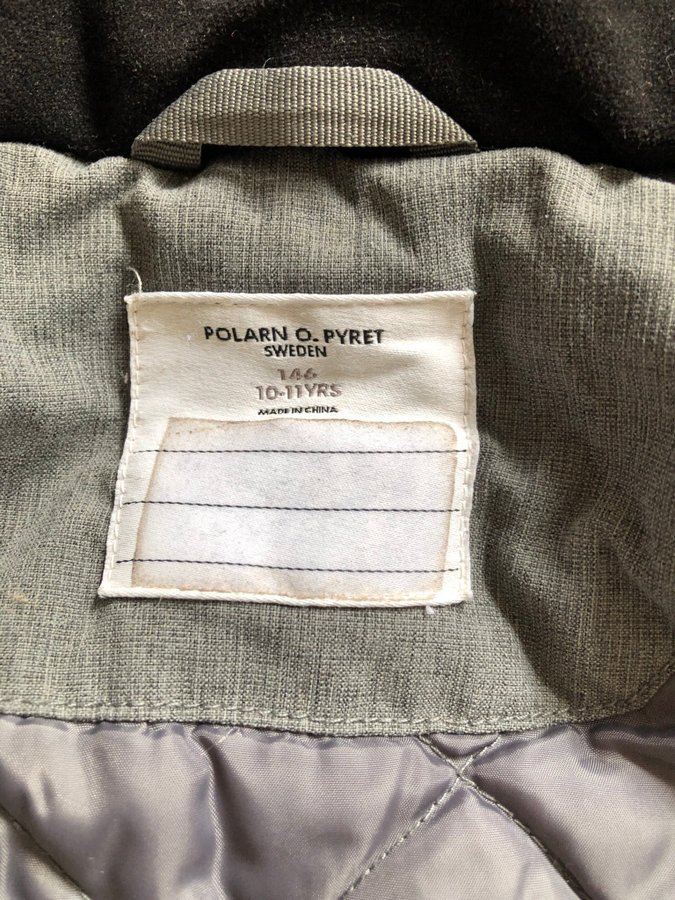 POLARN O. PYRET
SWEDEN
146
10-11YRS
MADE IN CHINA